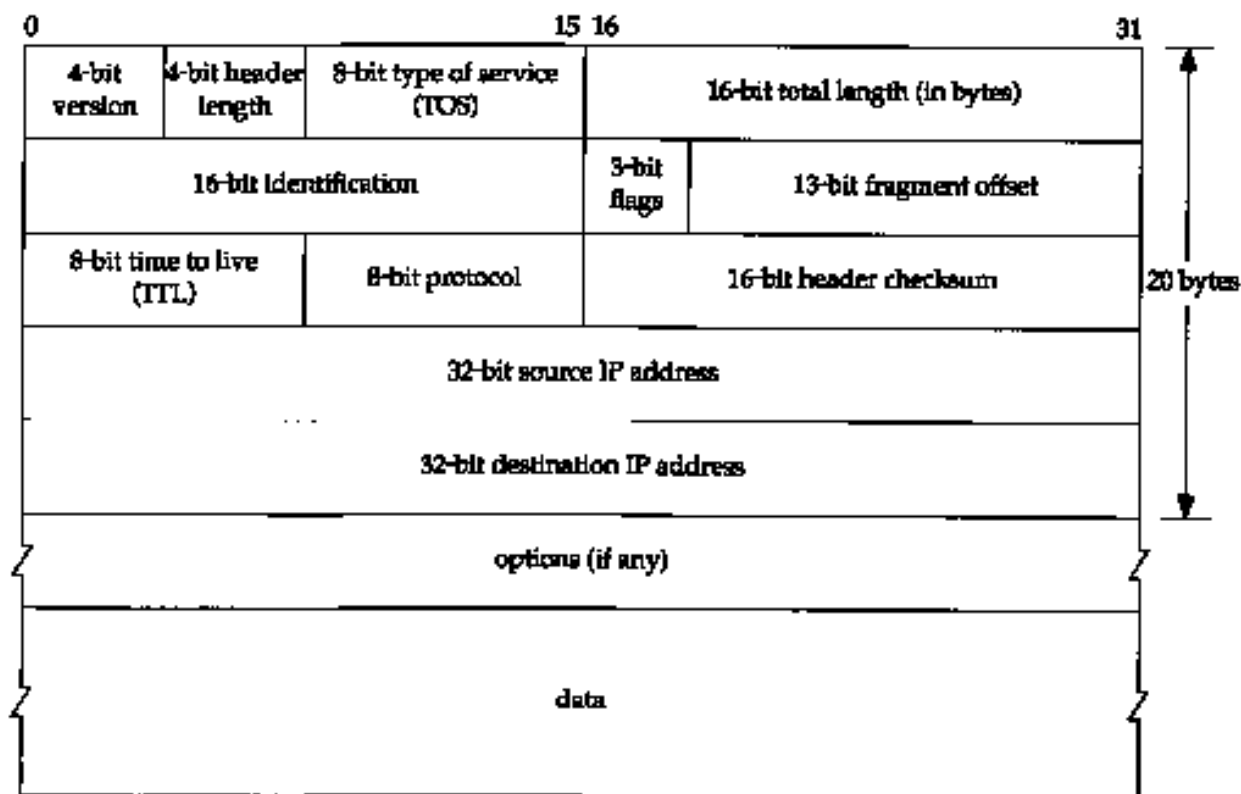 0 15 16 31
4-bit version
4-bit header length
8-bit type of service (TOS)
16-bit total length (in bytes)
16-bit identification
3-bit flags
13-bit fragment offset
8-bit time to live (TTL)
8-bit protocol
16-bit header checksum
20 bytes
32-bit source IP address
32-bit destination IP address
options (if any)
data